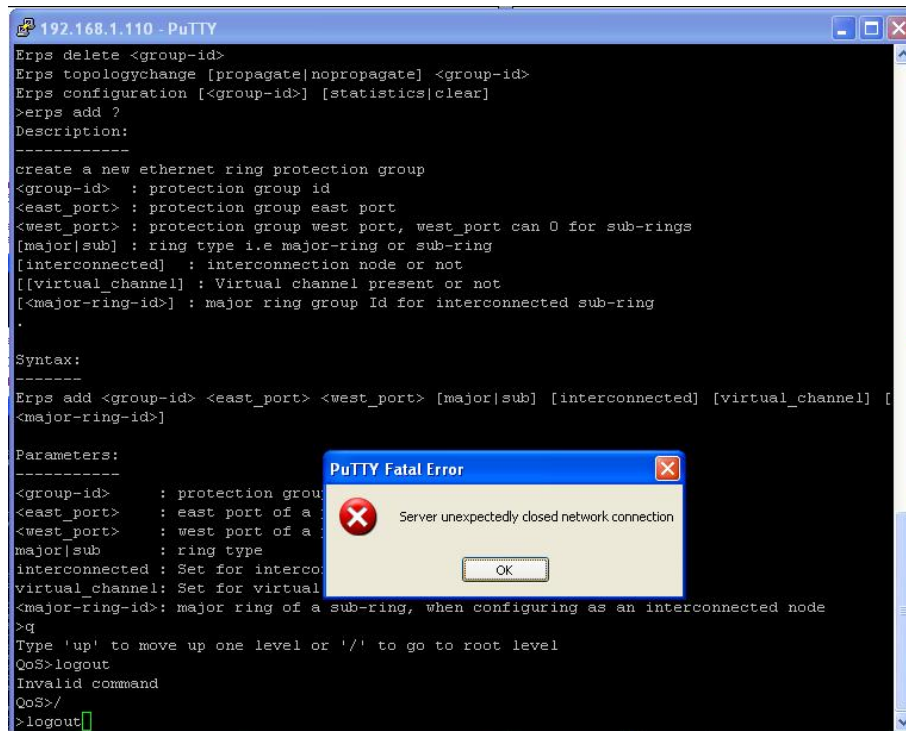 192.168.1.110 - PuTTY
Erps delete <group-id>
Erps topologychange [propagate|nopropagate] <group-id>
Erps configuration [<group-id>] [statistics|clear]
>erps add ?
Description:
------------
create a new ethernet ring protection group
<group-id>  : protection group id
<east_port> : protection group east port
<west_port> : protection group west port, west_port can 0 for sub-rings
[major|sub] : ring type i.e major-ring or sub-ring
[interconnected]  : interconnection node or not
[[virtual_channel] : Virtual channel present or not
[<major-ring-id>] : major ring group Id for interconnected sub-ring
.
Syntax:
-------
Erps add <group-id> <east_port> <west_port> [major|sub] [interconnected] [virtual_channel] [
<major-ring-id>]
Parameters:
-----------
<group-id>     : protection grou
<east_port>    : east port of a
<west_port>    : west port of a
major|sub      : ring type
interconnected : Set for interco
virtual_channel: Set for virtual
<major-ring-id>: major ring of a sub-ring, when configuring as an interconnected node
>q
Type 'up' to move up one level or '/' to go to root level
QoS>logout
Invalid command
QoS>/
>logout
PuTTY Fatal Error
Server unexpectedly closed network connection
OK